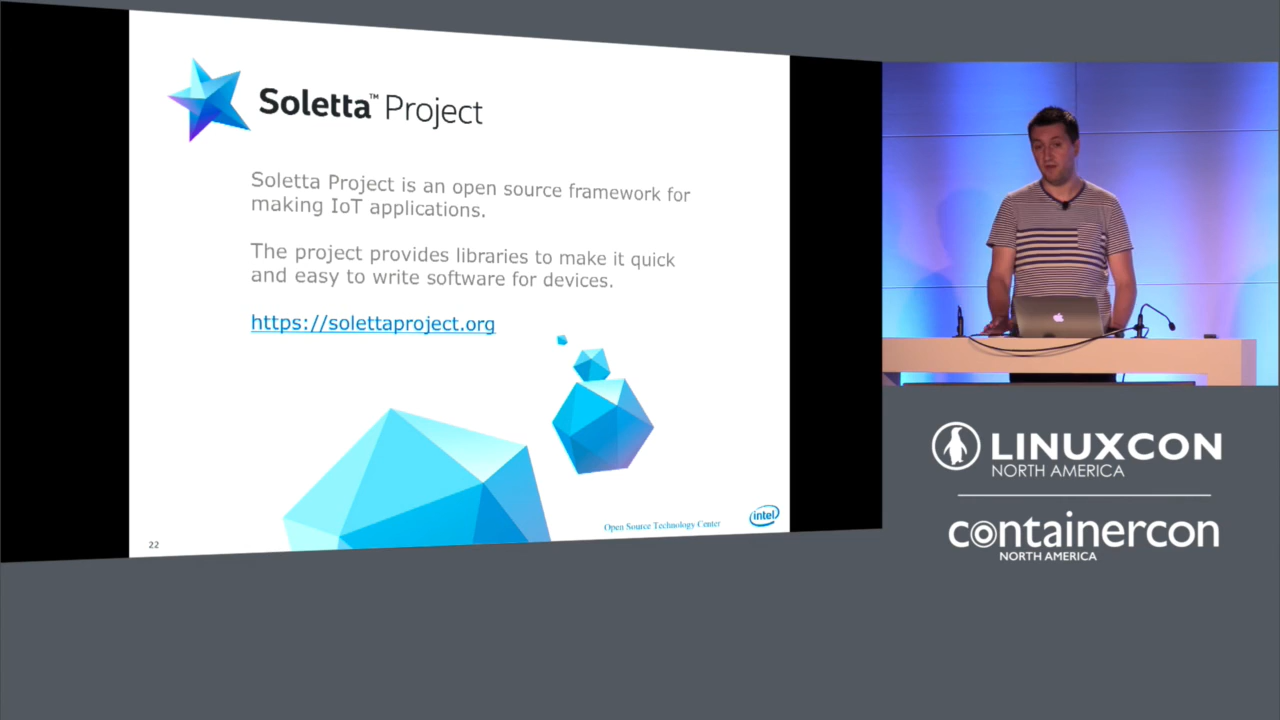 Soletta™ Project
Soletta Project is an open source framework for
making IoT applications.
The project provides libraries to make it quick
and easy to write software for devices.
https://solettaproject.org
Open Source Technology Center
intel
22
LINUXCON
NORTH AMERICA
containercon
NORTH AMERICA